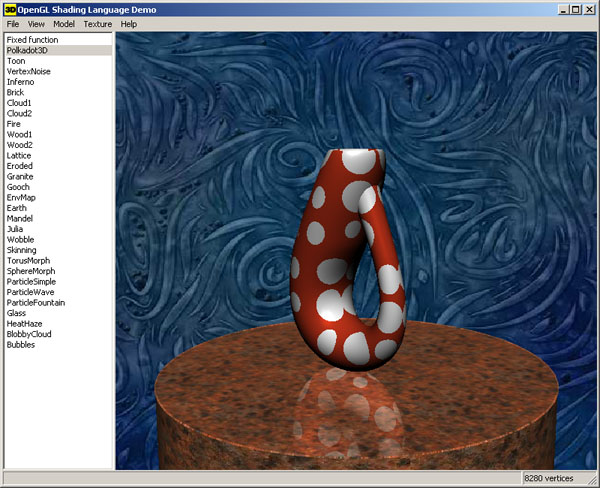 3D OpenGL Shading Language Demo
File View Model Texture Help
Fixed function
Polkadot3D
Toon
VertexNoise
Inferno
Brick
Cloud1
Cloud2
Fire
Wood1
Wood2
Lattice
Eroded
Granite
Gooch
EnvMap
Earth
Mandel
Julia
Wobble
Skinning
TorusMorph
SphereMorph
ParticleSimple
ParticleWave
ParticleFountain
Glass
HeatHaze
BlobbyCloud
Bubbles
8280 vertices